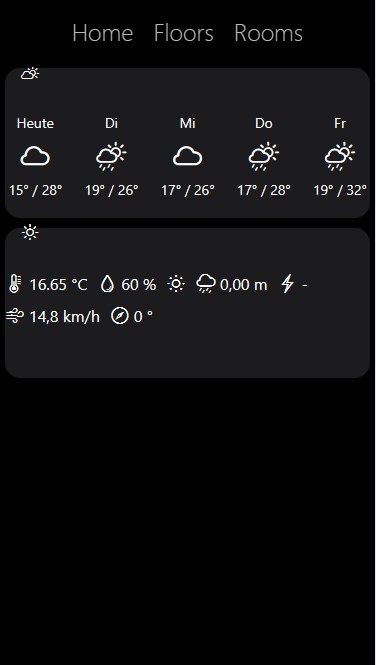 Home Floors Rooms
Heute Di Mi Do Fr
15° / 28° 19° / 26° 17° / 26° 17° / 28° 19° / 32°
16.65 °C 60 % 0,00 m -
14,8 km/h 0 °